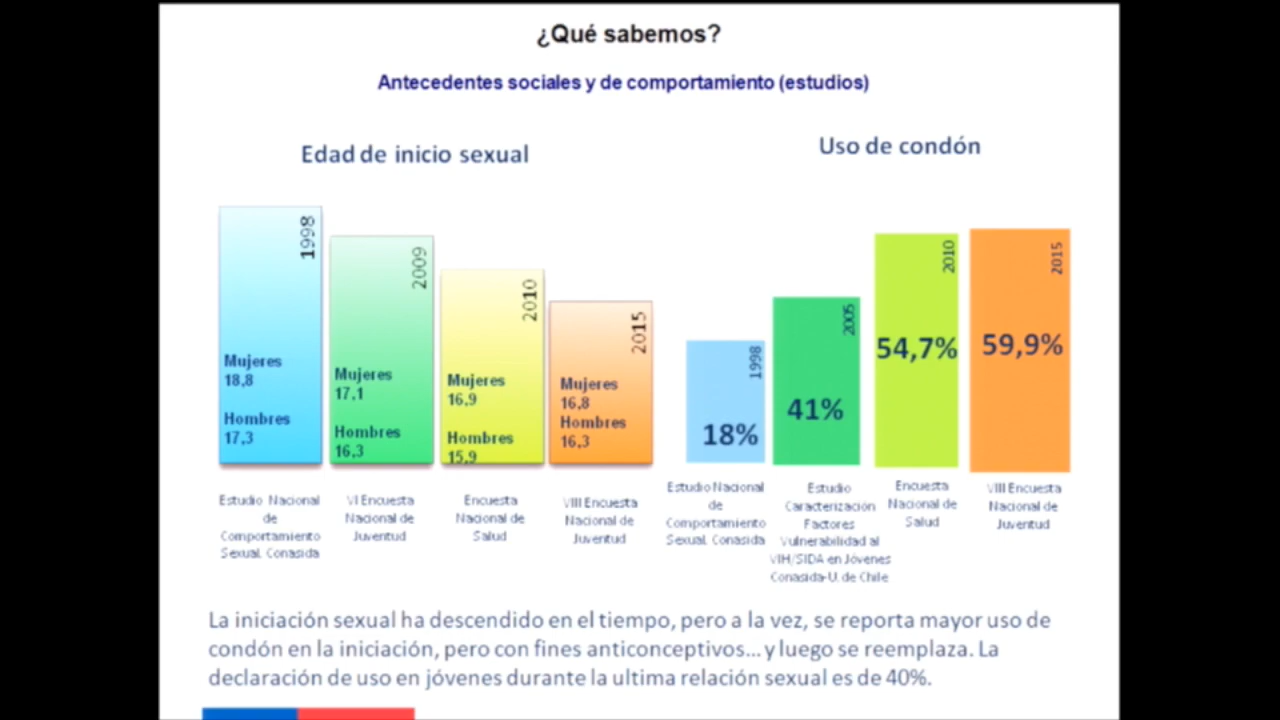 ¿Qué sabemos?
Antecedentes sociales y de comportamiento (estudios)
Edad de inicio sexual
1998
Mujeres
18,8
Hombres
17,3
Estudio Nacional
de
Comportamiento
Sexual. Conasida
2009
Mujeres
17,1
Hombres
16,3
VI Encuesta
Nacional de
Juventud
2010
Mujeres
16,9
Hombres
15,9
Encuesta
Nacional de
Salud
2015
Mujeres
16,8
Hombres
16,3
VIII Encuesta
Nacional de
Juventud
Uso de condón
1998
18%
Estudio Nacional
de
Comportamiento
Sexual. Conasida
2005
41%
Estudio
Caracterización
Factores
Vulnerabilidad al
VIH/SIDA en Jóvenes
Conasida-U. de Chile
2010
54,7%
Encuesta
Nacional de
Salud
2015
59,9%
VIII Encuesta
Nacional de
Juventud
La iniciación sexual ha descendido en el tiempo, pero a la vez, se reporta mayor uso de
condón en la iniciación, pero con fines anticonceptivos... y luego se reemplaza. La
declaración de uso en jóvenes durante la ultima relación sexual es de 40%.